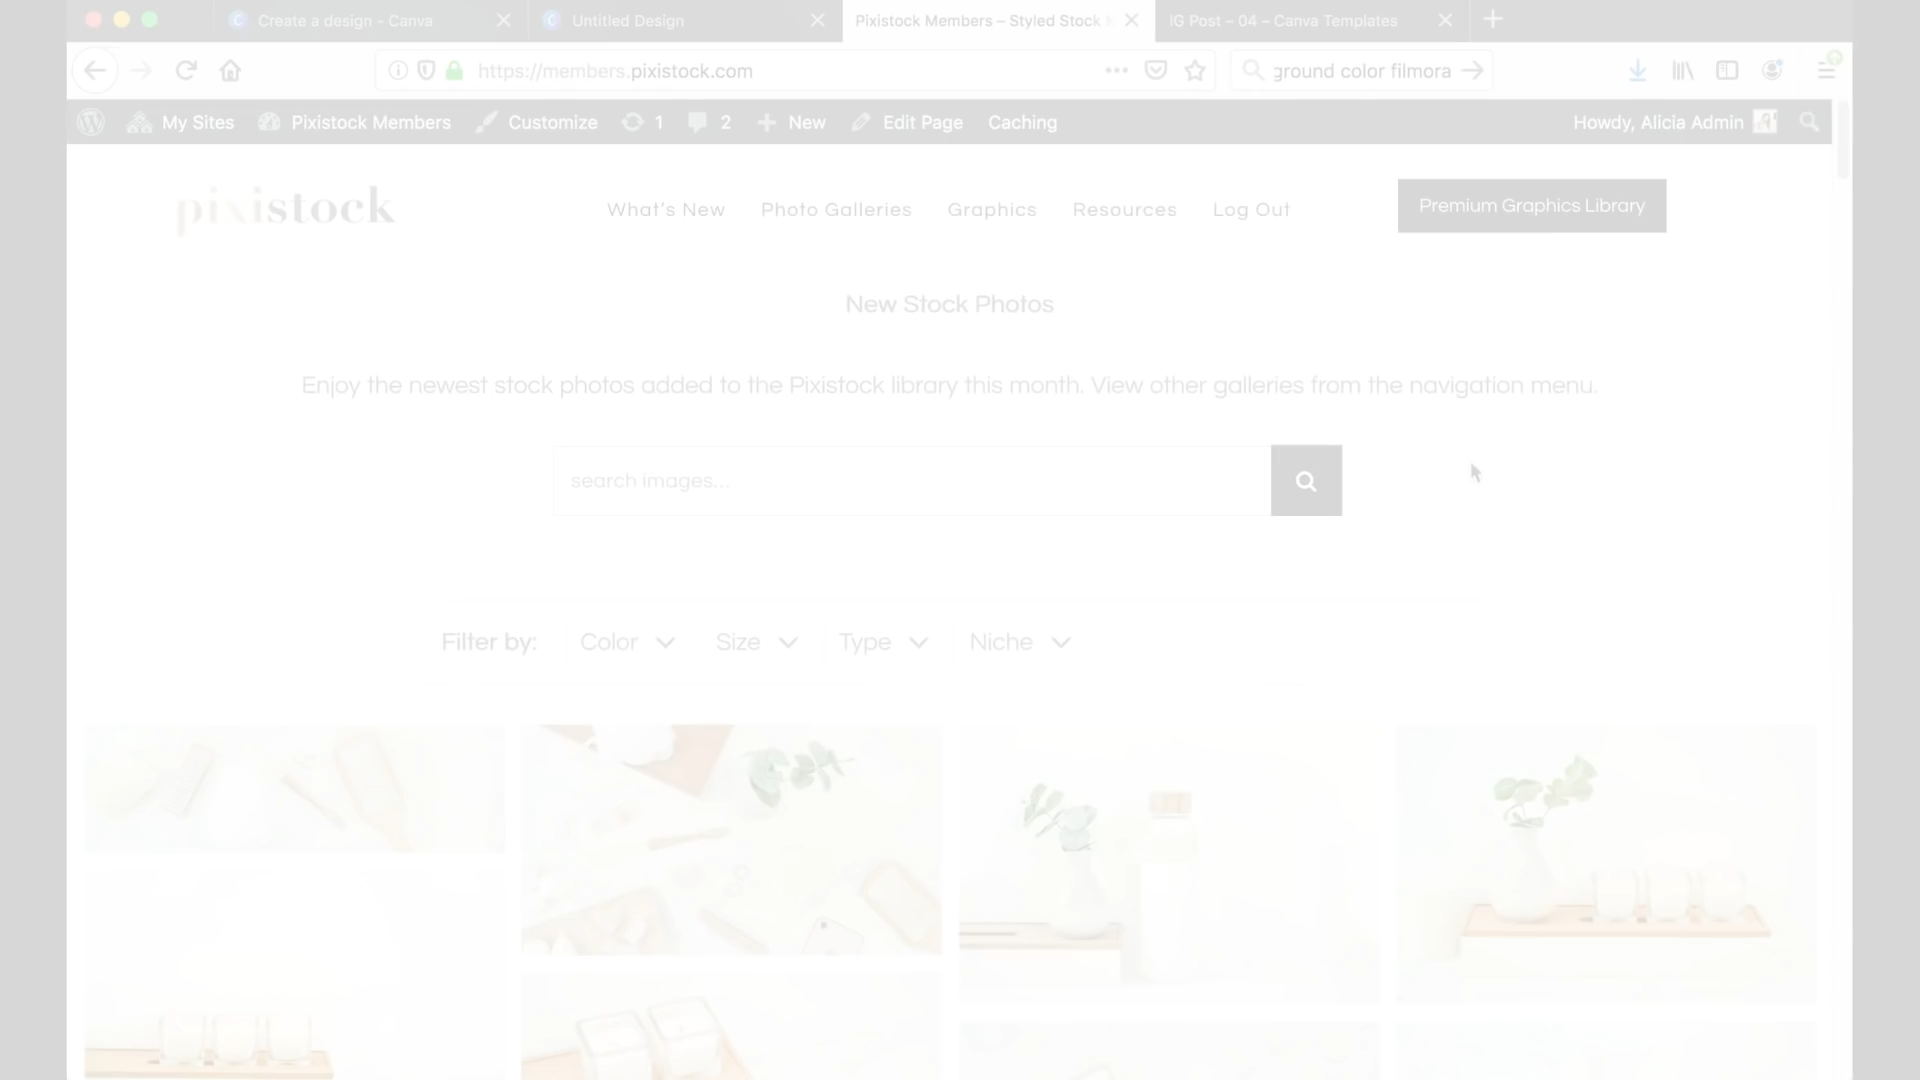 Create a design - Canva
Untitled Design
Pixistock Members – Styled Stock
IG Post – 04 – Canva Templates
https://members.pixistock.com
ground color filmora
My Sites
Pixistock Members
Customize
1
2
New
Edit Page
Caching
Howdy, Alicia Admin
pixistock
What's New
Photo Galleries
Graphics
Resources
Log Out
Premium Graphics Library
New Stock Photos
Enjoy the newest stock photos added to the Pixistock library this month. View other galleries from the navigation menu.
search images...
Filter by:
Color
Size
Type
Niche